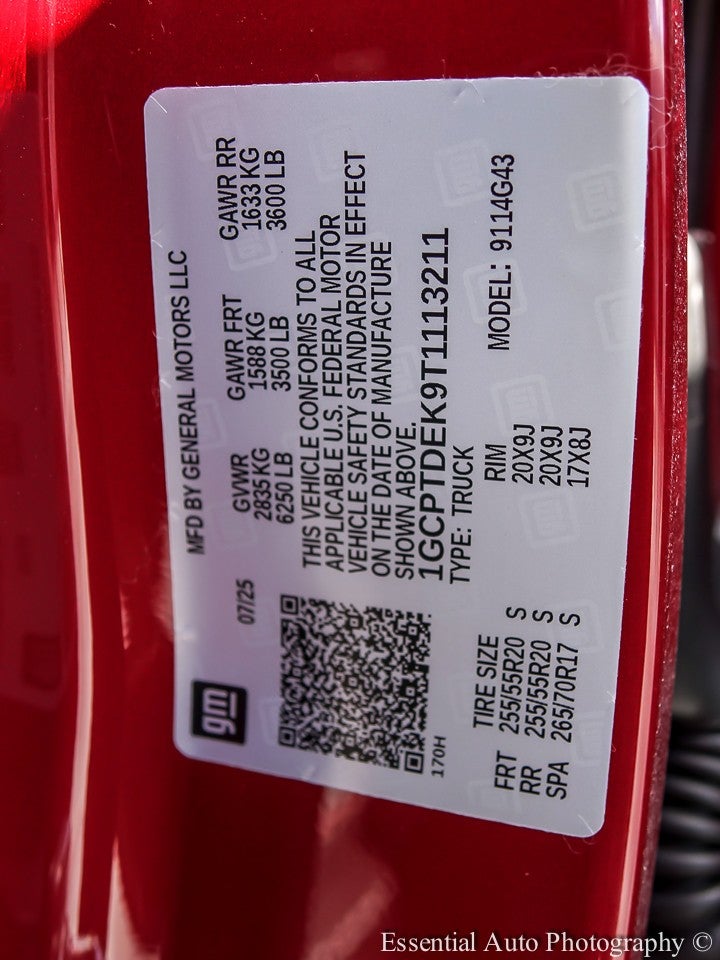 gm
MFD BY GENERAL MOTORS LLC
07/25
GVWR GAWR FRT GAWR RR
2835 KG 1588 KG 1633 KG
6250 LB 3500 LB 3600 LB
THIS VEHICLE CONFORMS TO ALL
APPLICABLE U.S. FEDERAL MOTOR
VEHICLE SAFETY STANDARDS IN EFFECT
ON THE DATE OF MANUFACTURE
SHOWN ABOVE.
1GCPTDEK9T1113211
170H
TYPE: TRUCK
MODEL: 9114G43
TIRE SIZE RIM
FRT 255/55R20 S 20X9J
RR 255/55R20 S 20X9J
SPA 265/70R17 S 17X8J
Essential Auto Photography ©